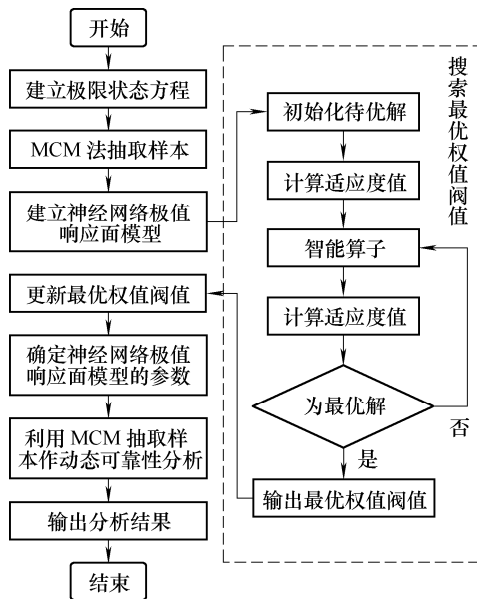 开始
建立极限状态方程
MCM 法抽取样本
建立神经网络极值
响应面模型
更新最优权值阀值
确定神经网络极值
响应面模型的参数
利用 MCM 抽取样
本作动态可靠性分析
输出分析结果
结束
搜索最优权值阀值
初始化待优解
计算适应度值
智能算子
计算适应度值
为最优解
否
是
输出最优权值阀值